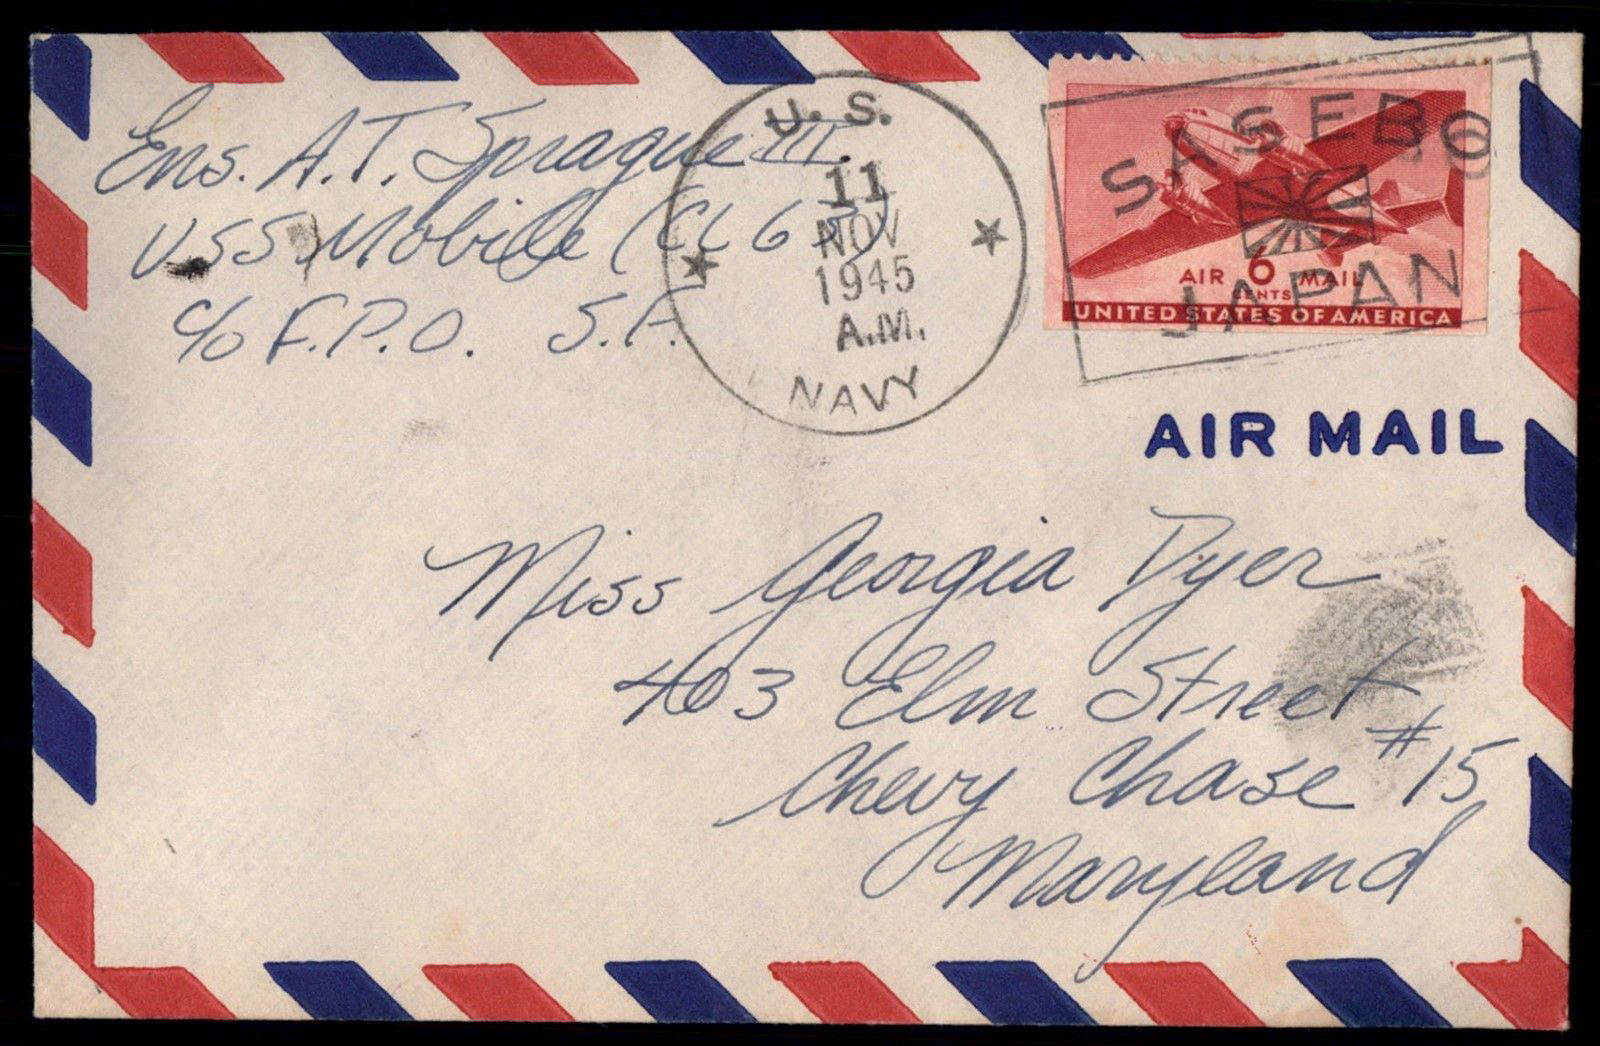 Ens. A.T. Sprague III.
USS Mobile (CL 63)
c/o F.P.O. S.F.
U. S.
11
NOV
1945
A.M.
NAVY
SASEBO
JAPAN
AIR 6 MAIL
CENTS
UNITED STATES OF AMERICA
AIR MAIL
Miss Georgia Dyer
403 Elm Street
Chevy Chase #15
Maryland